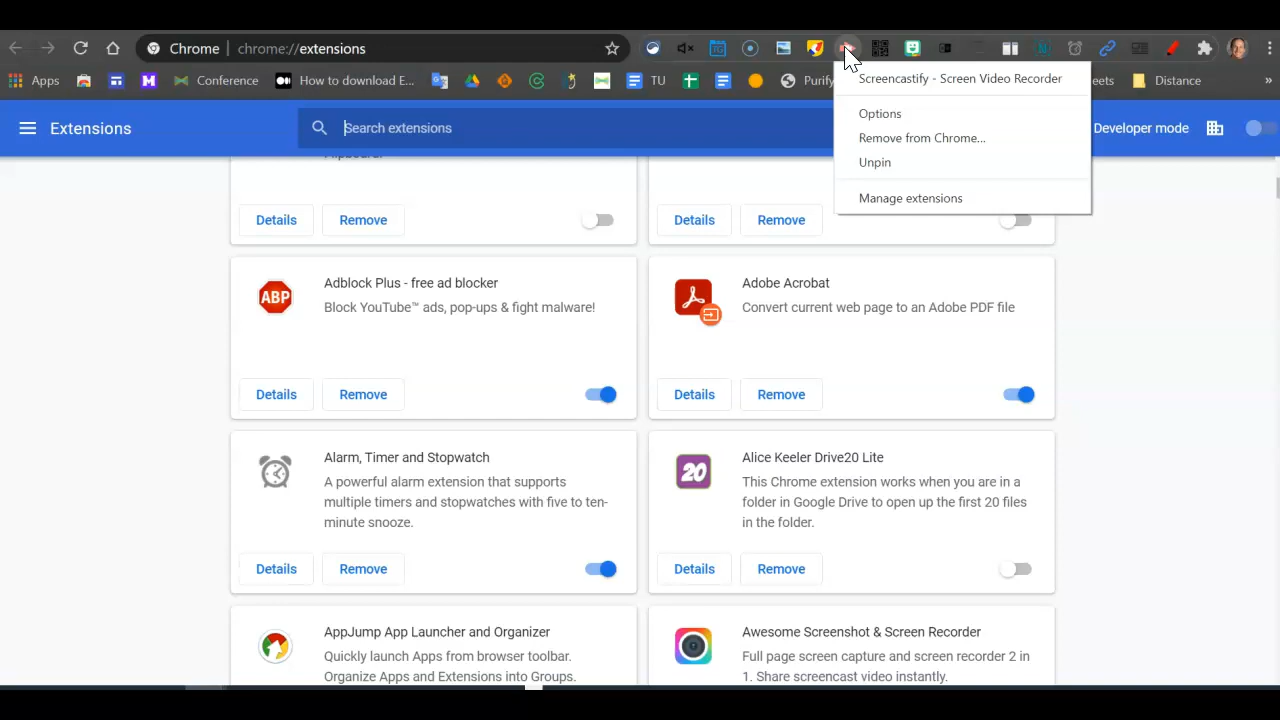 Chrome | chrome://extensions
Screencastify - Screen Video Recorder
Options
Remove from Chrome...
Unpin
Manage extensions
Apps
Conference
How to download E...
TU
Purify
eets
Distance
»
Extensions
Search extensions
Developer mode
Details
Remove
Details
Remove
ABP
Adblock Plus - free ad blocker
Block YouTube™ ads, pop-ups & fight malware!
Details
Remove
Adobe Acrobat
Convert current web page to an Adobe PDF file
Details
Remove
Alarm, Timer and Stopwatch
A powerful alarm extension that supports
multiple timers and stopwatches with five to ten-
minute snooze.
Details
Remove
20
Alice Keeler Drive20 Lite
This Chrome extension works when you are in a
folder in Google Drive to open up the first 20 files
in the folder.
Details
Remove
AppJump App Launcher and Organizer
Quickly launch Apps from browser toolbar.
Organize Apps and Extensions into Groups.
Awesome Screenshot & Screen Recorder
Full page screen capture and screen recorder 2 in
1. Share screencast video instantly.